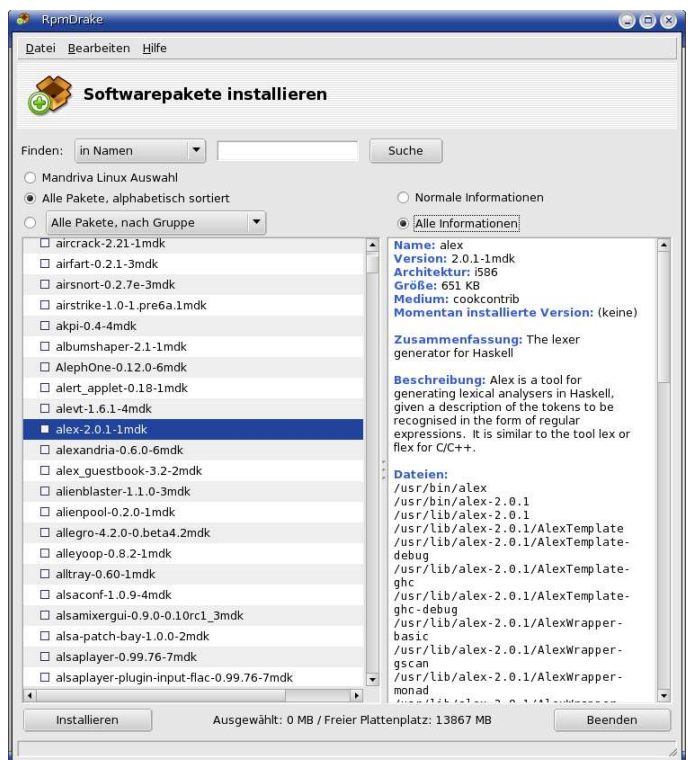 RpmDrake
Datei Bearbeiten Hilfe
Softwarepakete installieren
Finden: in Namen Suche
Mandriva Linux Auswahl
Alle Pakete, alphabetisch sortiert
Alle Pakete, nach Gruppe
Normale Informationen
Alle Informationen
aircrack-2.21-1mdk
airfart-0.2.1-3mdk
airsnort-0.2.7e-3mdk
airstrike-1.0-1.pre6a.1mdk
akpi-0.4-4mdk
albumshaper-2.1-1mdk
AlephOne-0.12.0-6mdk
alert_applet-0.18-1mdk
alevt-1.6.1-4mdk
alex-2.0.1-1mdk
alexandria-0.6.0-6mdk
alex_guestbook-3.2-2mdk
alienblaster-1.1.0-3mdk
alienpool-0.2.0-1mdk
allegro-4.2.0-0.beta4.2mdk
alleyoop-0.8.2-1mdk
alltray-0.60-1mdk
alsaconf-1.0.9-4mdk
alsamixergui-0.9.0-0.10rc1_3mdk
alsa-patch-bay-1.0.0-2mdk
alsaplayer-0.99.76-7mdk
alsaplayer-plugin-input-flac-0.99.76-7mdk
Name: alex
Version: 2.0.1-1mdk
Architektur: i586
Größe: 651 KB
Medium: cookcontrib
Momentan installierte Version: (keine)
Zusammenfassung: The lexer
generator for Haskell
Beschreibung: Alex is a tool for
generating lexical analysers in Haskell,
given a description of the tokens to be
recognised in the form of regular
expressions. It is similar to the tool lex or
flex for C/C++.
Dateien:
/usr/bin/alex
/usr/bin/alex-2.0.1
/usr/lib/alex-2.0.1
/usr/lib/alex-2.0.1/AlexTemplate
/usr/lib/alex-2.0.1/AlexTemplate-
debug
/usr/lib/alex-2.0.1/AlexTemplate-
ghc
/usr/lib/alex-2.0.1/AlexTemplate-
ghc-debug
/usr/lib/alex-2.0.1/AlexWrapper-
basic
/usr/lib/alex-2.0.1/AlexWrapper-
gscan
/usr/lib/alex-2.0.1/AlexWrapper-
monad
Installieren
Ausgewählt: 0 MB / Freier Plattenplatz: 13867 MB
Beenden